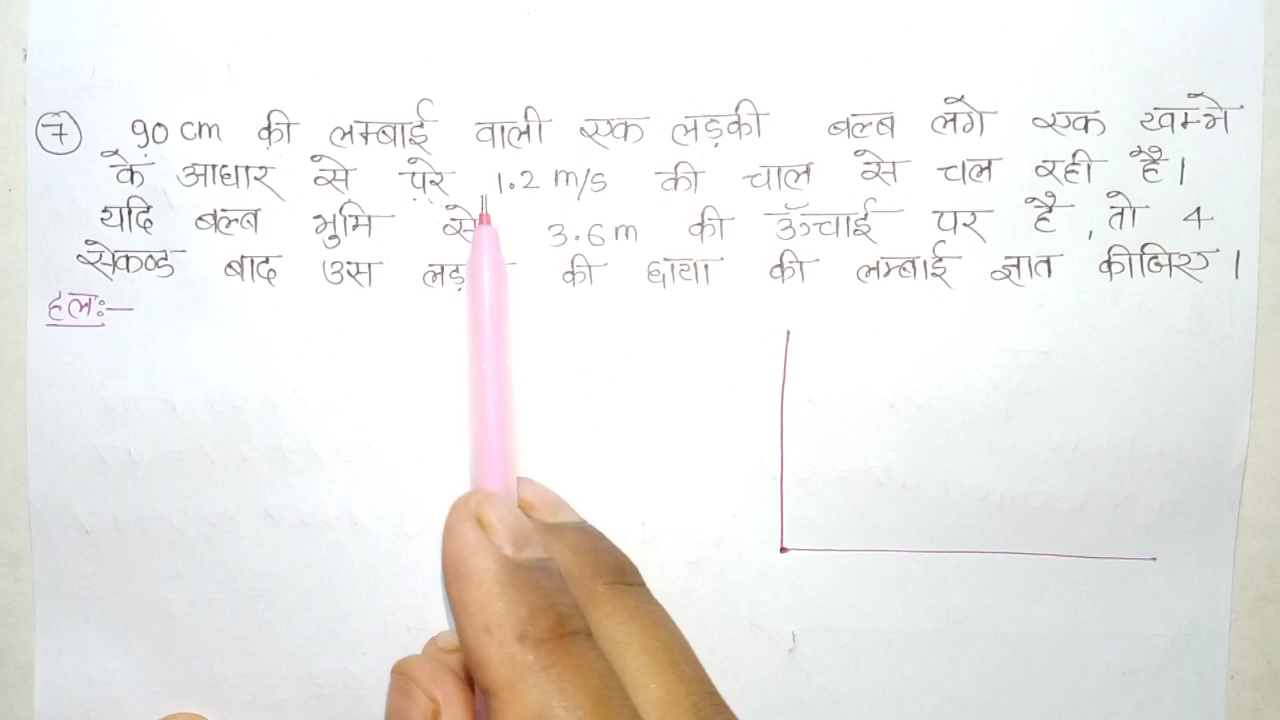 7 90 cm की लम्बाई वाली एक लड़की बल्ब लगे एक खम्भे
के आधार से परे 1.2 m/s की चाल से चल रही है।
यदि बल्ब भुमि से 3.6m की ऊँचाई पर है, तो 4
सेकण्ड बाद उस की छाया की लम्बाई ज्ञात कीजिए।
हलः-